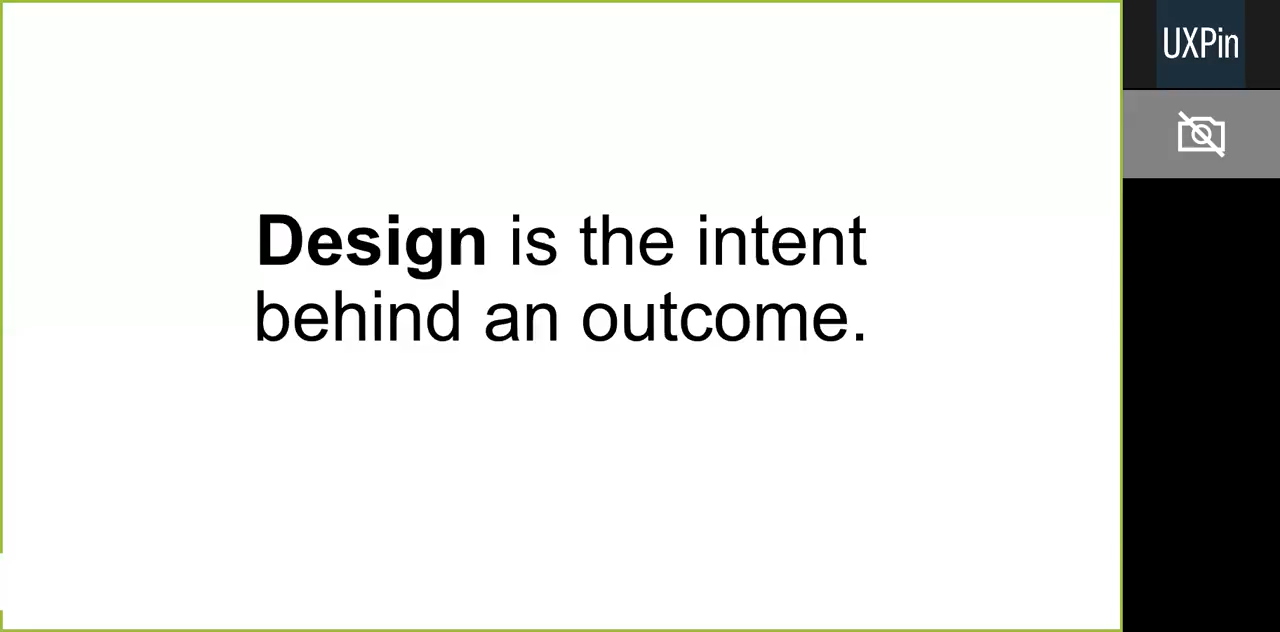 Design is the intent
behind an outcome.
UXPin